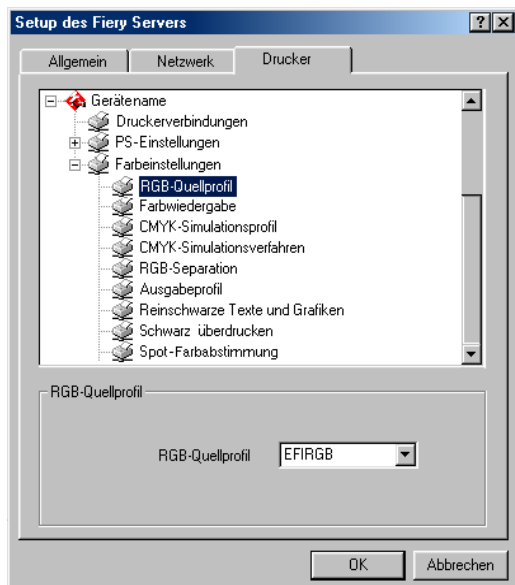 Setup des Fiery Servers
Allgemein
Netzwerk
Drucker
Gerätename
Druckerverbindungen
PS-Einstellungen
Farbeinstellungen
RGB-Quellprofil
Farbwiedergabe
CMYK-Simulationsprofil
CMYK-Simulationsverfahren
RGB-Separation
Ausgabeprofil
Reinschwarze Texte und Grafiken
Schwarz überdrucken
Spot-Farbabstimmung
RGB-Quellprofil
RGB-Quellprofil EFIRGB
OK
Abbrechen